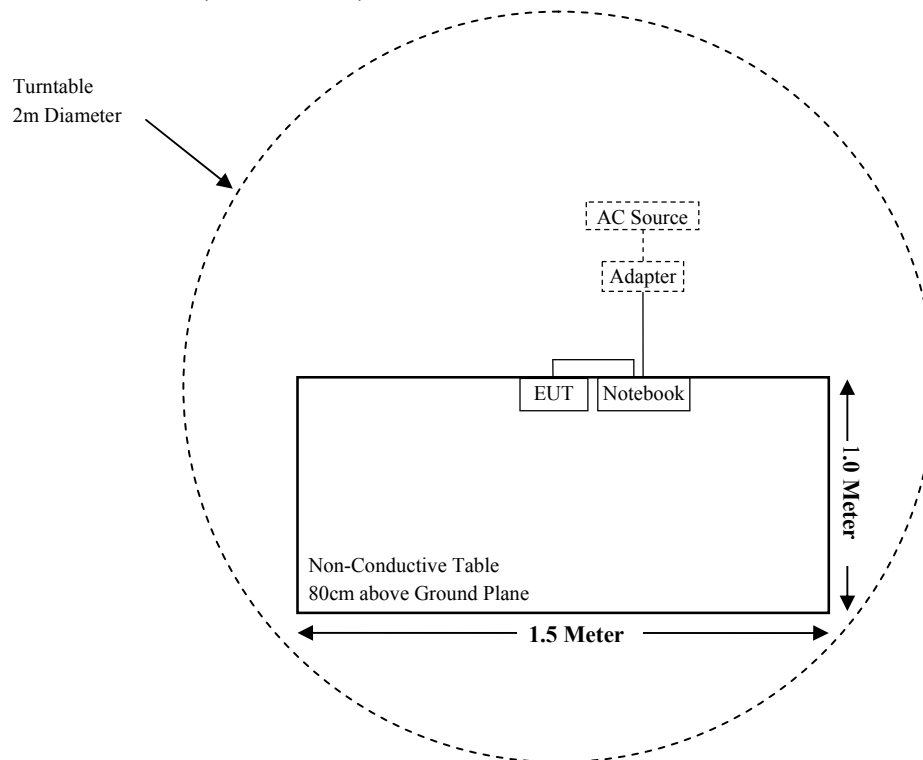 Turntable
2m Diameter
AC Source
Adapter
EUT
Notebook
1.0 Meter
Non-Conductive Table
80cm above Ground Plane
1.5 Meter